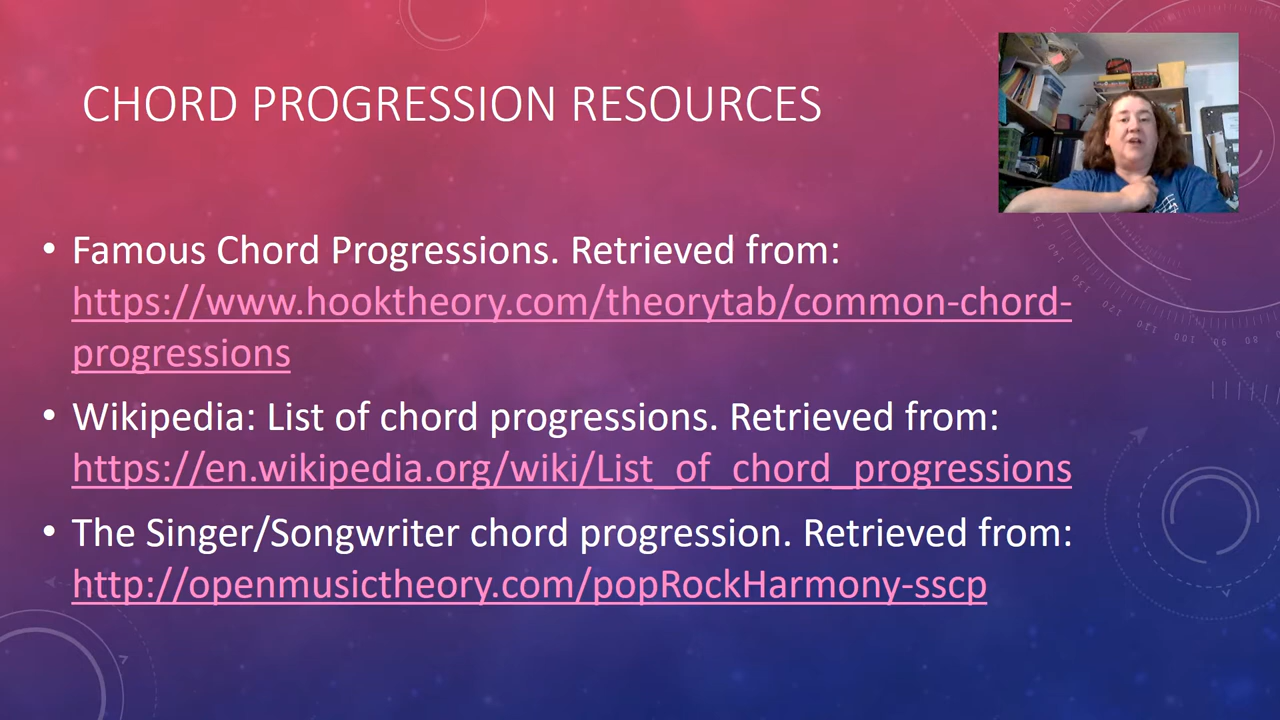 CHORD PROGRESSION RESOURCES
• Famous Chord Progressions. Retrieved from:
https://www.hooktheory.com/theorytab/common-chord-
progressions
• Wikipedia: List of chord progressions. Retrieved from:
https://en.wikipedia.org/wiki/List_of_chord_progressions
• The Singer/Songwriter chord progression. Retrieved from:
http://openmusictheory.com/popRockHarmony-sscp